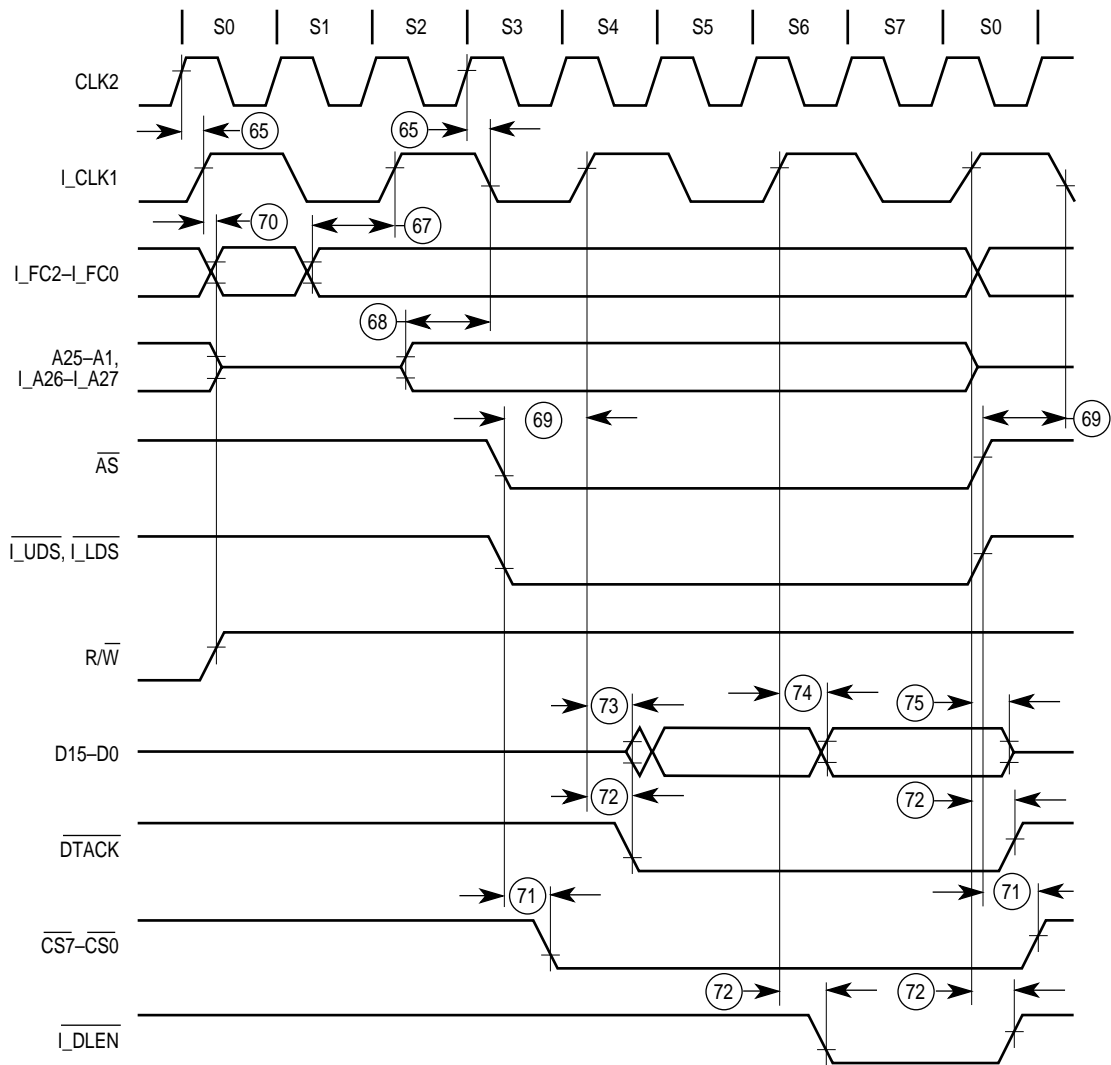 S0 S1 S2 S3 S4 S5 S6 S7 S0
CLK2
65 65
I_CLK1
70 67
I_FC2–I_FC0
68
A25–A1,
I_A26–I_A27
69 69
AS
I_UDS, I_LDS
R/W
73 74 75
D15–D0
72 72
DTACK
71 71
CS7–CS0
72 72
I_DLEN